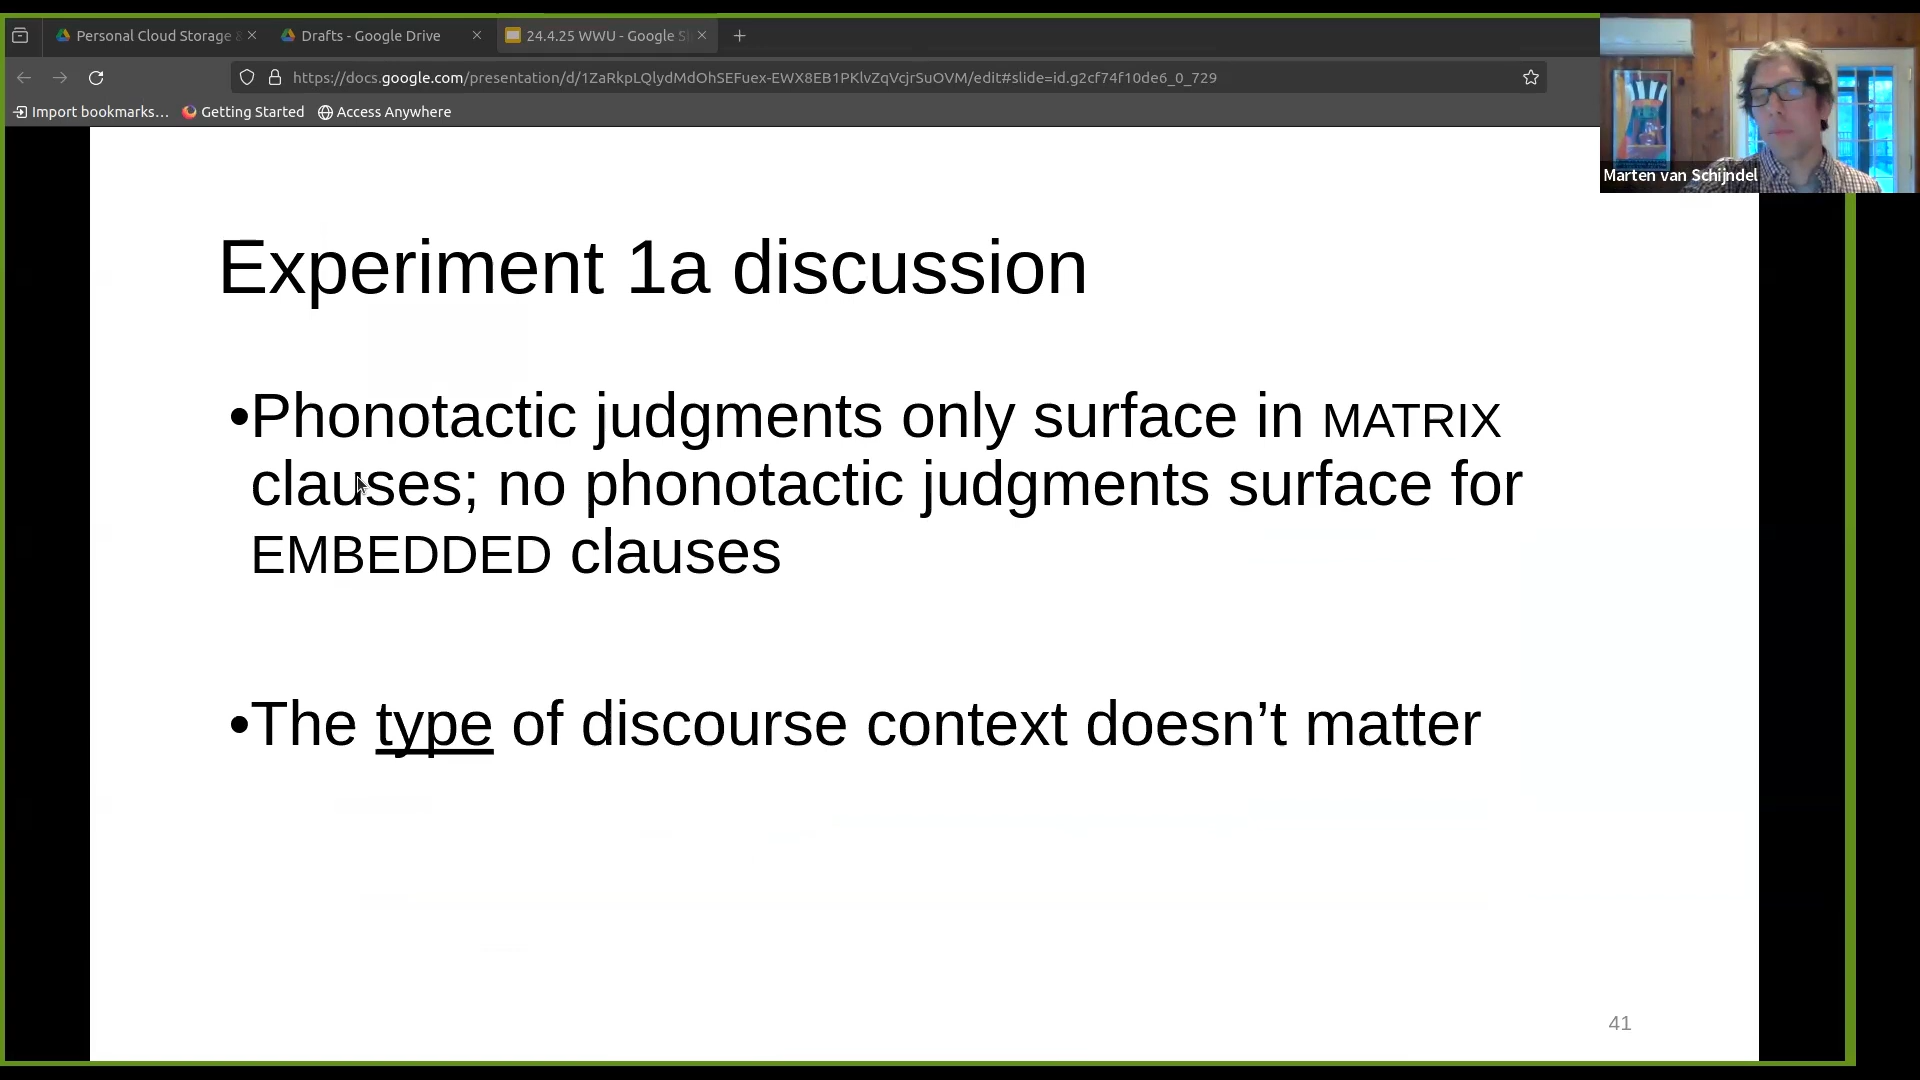 Personal Cloud Storage
Drafts - Google Drive
24.4.25 WWU - Google Sl
https://docs.google.com/presentation/d/1ZaRkpLQlydMdOhSEFuex-EWX8EB1PKlvZqVcjrSuOVM/edit#slide=id.g2cf74f10de6_0_729
Import bookmarks...
Getting Started
Access Anywhere
Marten van Schijndel
Experiment 1a discussion
•Phonotactic judgments only surface in MATRIX
clauses; no phonotactic judgments surface for
EMBEDDED clauses
•The type of discourse context doesn’t matter
41